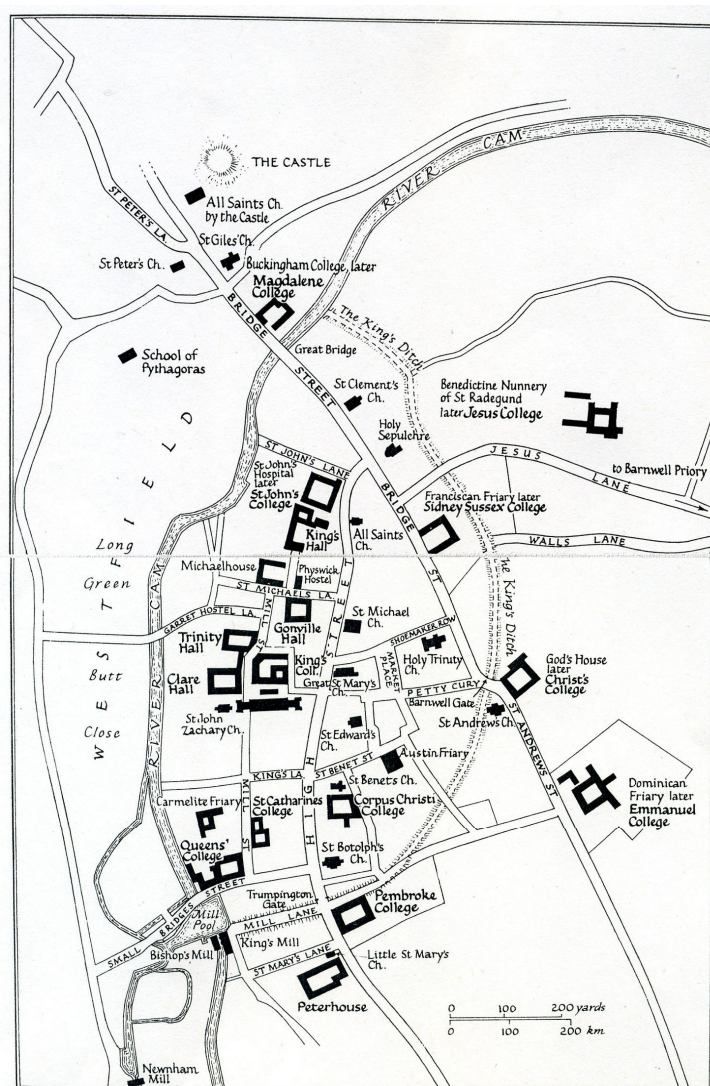 THE CASTLE
RIVER CAM
ST PETER'S LA.
All Saints Ch.
by the Castle
St Giles' Ch.
St Peter's Ch.
Buckingham College, later
Magdalene
College
BRIDGE STREET
The King's Ditch
Great Bridge
School of
Pythagoras
St Clement's
Ch.
Benedictine Nunnery
of St Radegund
later Jesus College
Holy
Sepulchre
JESUS LANE
to Barnwell Priory
ST JOHN'S LANE
St John's
Hospital
later
St John's
College
King's
Hall
All Saints
Ch.
BRIDGE ST
Franciscan Friary later
Sidney Sussex College
WALLS LANE
WEST FIELD
Long
Green
RIVER CAM
Michaelhouse
Physwick
Hostel
ST MICHAELS LA.
The King's Ditch
GARRET HOSTEL LA.
MILL ST
Gonville
Hall
HIGH STREET
St Michael
Ch.
SHOEMAKER ROW
Trinity
Hall
King's
Coll.
MARKET
PLACE
Holy Trinity
Ch.
God's House
later
Christ's
College
Butt
Close
Clare
Hall
Great St Mary's
Ch.
PETTY CURY
Barnwell Gate
St John
Zachary Ch.
St Edward's
Ch.
St Andrew's Ch.
ST ANDREWS ST
Austin Friary
KING'S LA.
ST BENET ST
St Benet's Ch.
Dominican
Friary later
Emmanuel
College
Carmelite Friary
MILL ST
St Catharines
College
Corpus Christi
College
Queens'
College
St Botolph's
Ch.
SMALL BRIDGES STREET
Trumpington
Gate
Pembroke
College
Mill
Pool
MILL LANE
Bishop's Mill
King's Mill
ST MARY'S LANE
Little St Mary's
Ch.
Peterhouse
0 100 200 yards
0 100 200 km
Newnham
Mill